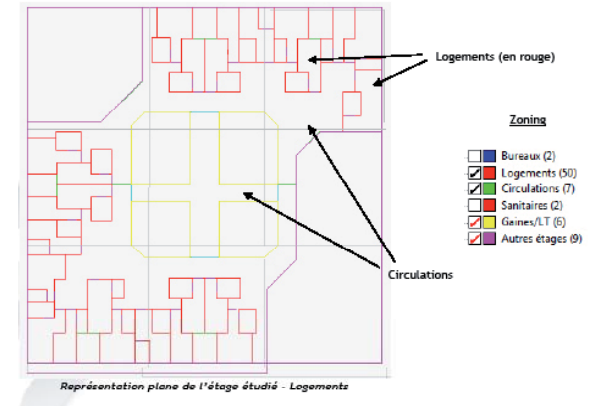 Logements (en rouge)
Zoning
Bureaux (2)
Logements (50)
Circulations (7)
Sanitaires (2)
Gaines/LT (6)
Autres étages (9)
Circulations
Représentation plane de l'étage étudié - Logements